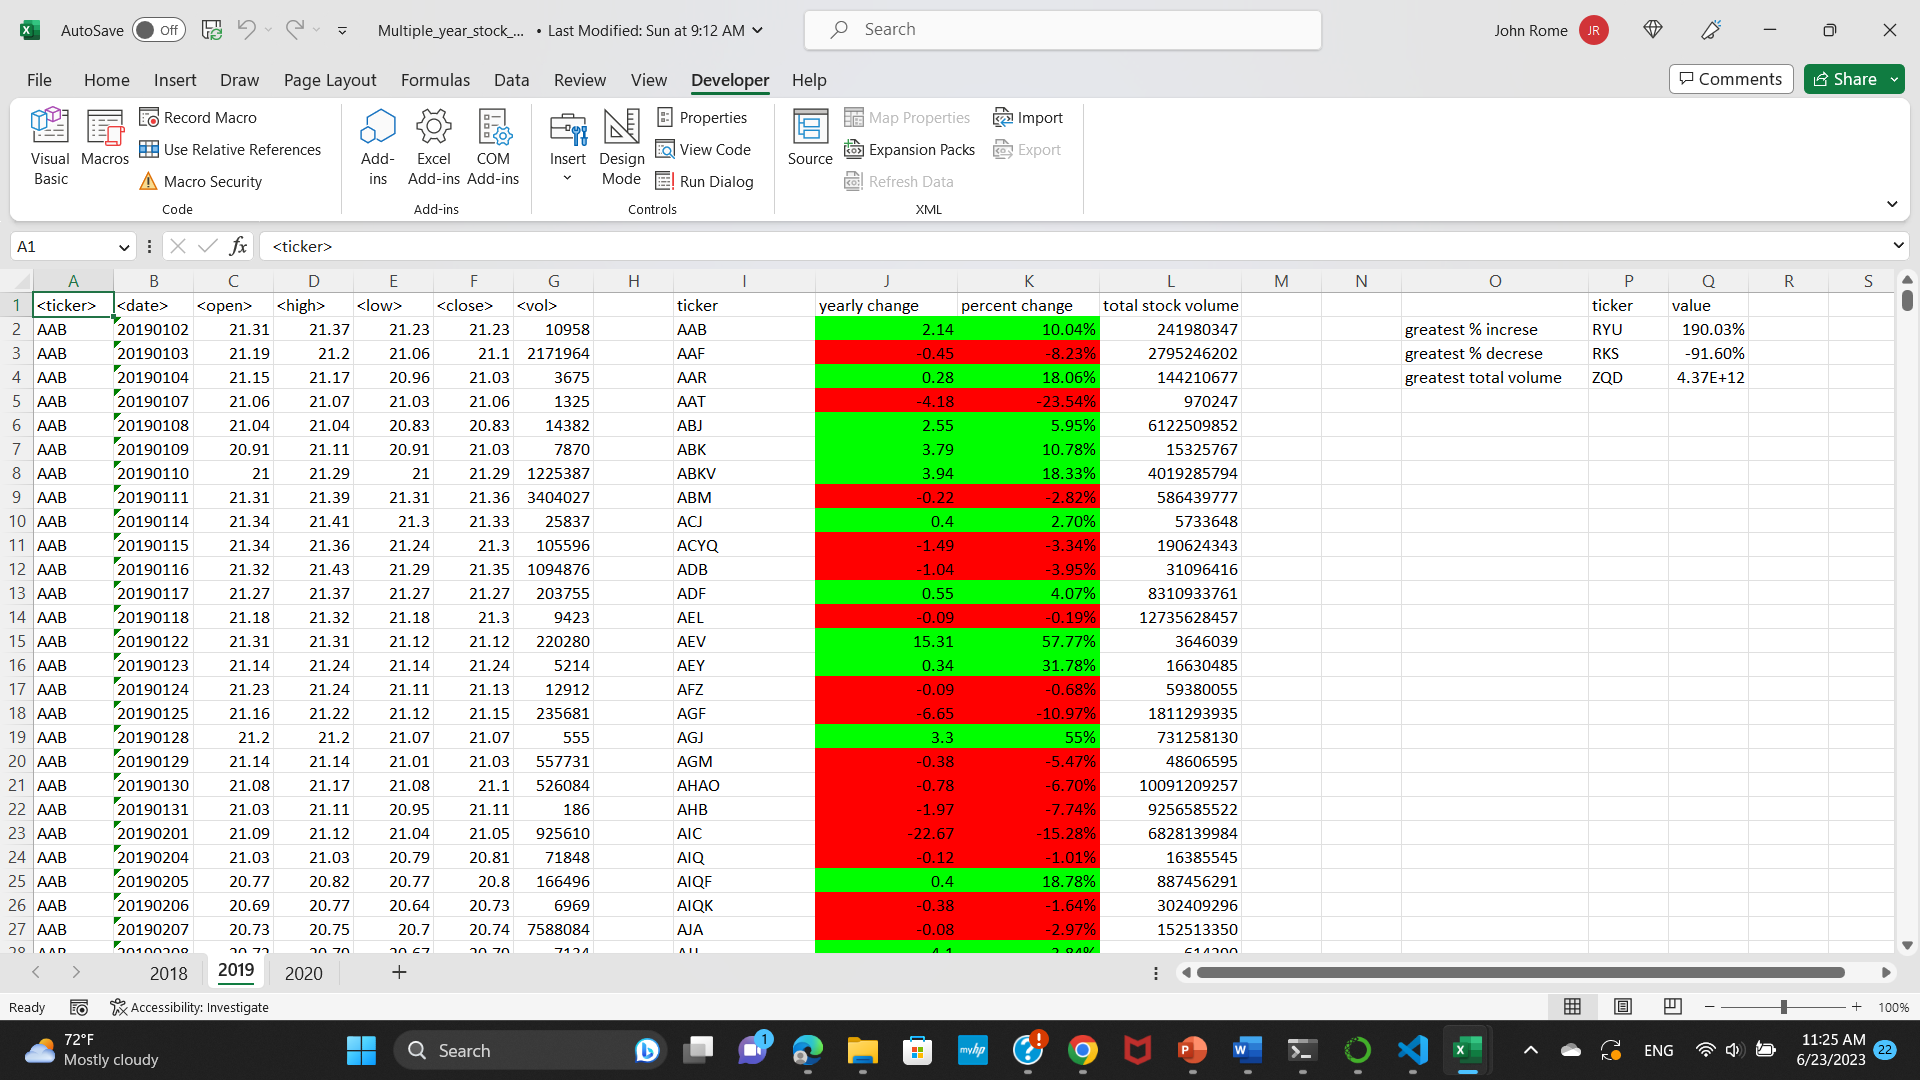 AutoSave Off Multiple_year_stock_... • Last Modified: Sun at 9:12 AM Search John Rome JR
File Home Insert Draw Page Layout Formulas Data Review View Developer Help Comments Share
Visual Basic Macros Record Macro Use Relative References Macro Security Code
Add-ins Excel Add-ins COM Add-ins Add-ins
Insert Design Mode Properties View Code Run Dialog Controls
Source Map Properties Expansion Packs Refresh Data Import Export XML
A1 fx <ticker>
A B C D E F G H I J K L M N O P Q R S
1 <ticker> <date> <open> <high> <low> <close> <vol> ticker yearly change percent change total stock volume ticker value
2 AAB 20190102 21.31 21.37 21.23 21.23 10958 AAB 2.14 10.04% 241980347 greatest % increse RYU 190.03%
3 AAB 20190103 21.19 21.2 21.06 21.1 2171964 AAF -0.45 -8.23% 2795246202 greatest % decrese RKS -91.60%
4 AAB 20190104 21.15 21.17 20.96 21.03 3675 AAR 0.28 18.06% 144210677 greatest total volume ZQD 4.37E+12
5 AAB 20190107 21.06 21.07 21.03 21.06 1325 AAT -4.18 -23.54% 970247
6 AAB 20190108 21.04 21.04 20.83 20.83 14382 ABJ 2.55 5.95% 6122509852
7 AAB 20190109 20.91 21.11 20.91 21.03 7870 ABK 3.79 10.78% 15325767
8 AAB 20190110 21 21.29 21 21.29 1225387 ABKV 3.94 18.33% 4019285794
9 AAB 20190111 21.31 21.39 21.31 21.36 3404027 ABM -0.22 -2.82% 586439777
10 AAB 20190114 21.34 21.41 21.3 21.33 25837 ACJ 0.4 2.70% 5733648
11 AAB 20190115 21.34 21.36 21.24 21.3 105596 ACYQ -1.49 -3.34% 190624343
12 AAB 20190116 21.32 21.43 21.29 21.35 1094876 ADB -1.04 -3.95% 31096416
13 AAB 20190117 21.27 21.37 21.27 21.27 203755 ADF 0.55 4.07% 8310933761
14 AAB 20190118 21.18 21.32 21.18 21.3 9423 AEL -0.09 -0.19% 12735628457
15 AAB 20190122 21.31 21.31 21.12 21.12 220280 AEV 15.31 57.77% 3646039
16 AAB 20190123 21.14 21.24 21.14 21.24 5214 AEY 0.34 31.78% 16630485
17 AAB 20190124 21.23 21.24 21.11 21.13 12912 AFZ -0.09 -0.68% 59380055
18 AAB 20190125 21.16 21.22 21.12 21.15 235681 AGF -6.65 -10.97% 1811293935
19 AAB 20190128 21.2 21.2 21.07 21.07 555 AGJ 3.3 55% 731258130
20 AAB 20190129 21.14 21.14 21.01 21.03 557731 AGM -0.38 -5.47% 48606595
21 AAB 20190130 21.08 21.17 21.08 21.1 526084 AHAO -0.78 -6.70% 10091209257
22 AAB 20190131 21.03 21.11 20.95 21.11 186 AHB -1.97 -7.74% 9256585522
23 AAB 20190201 21.09 21.12 21.04 21.05 925610 AIC -22.67 -15.28% 6828139984
24 AAB 20190204 21.03 21.03 20.79 20.81 71848 AIQ -0.12 -1.01% 16385545
25 AAB 20190205 20.77 20.82 20.77 20.8 166496 AIQF 0.4 18.78% 887456291
26 AAB 20190206 20.69 20.77 20.64 20.73 6969 AIQK -0.38 -1.64% 302409296
27 AAB 20190207 20.73 20.75 20.7 20.74 7588084 AJA -0.08 -2.97% 152513350
28 AAB 20190208
2018 2019 2020
Ready Accessibility: Investigate 100%
72°F Mostly cloudy Search 1 myhp ENG 11:25 AM 6/23/2023 22